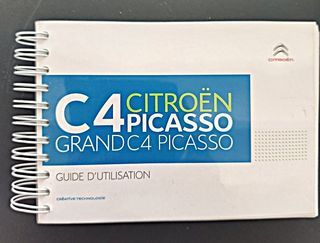 CITROËN
C4 CITROËN
PICASSO
GRAND C4 PICASSO
GUIDE D'UTILISATION
CRÉATIVE TECHNOLOGIE